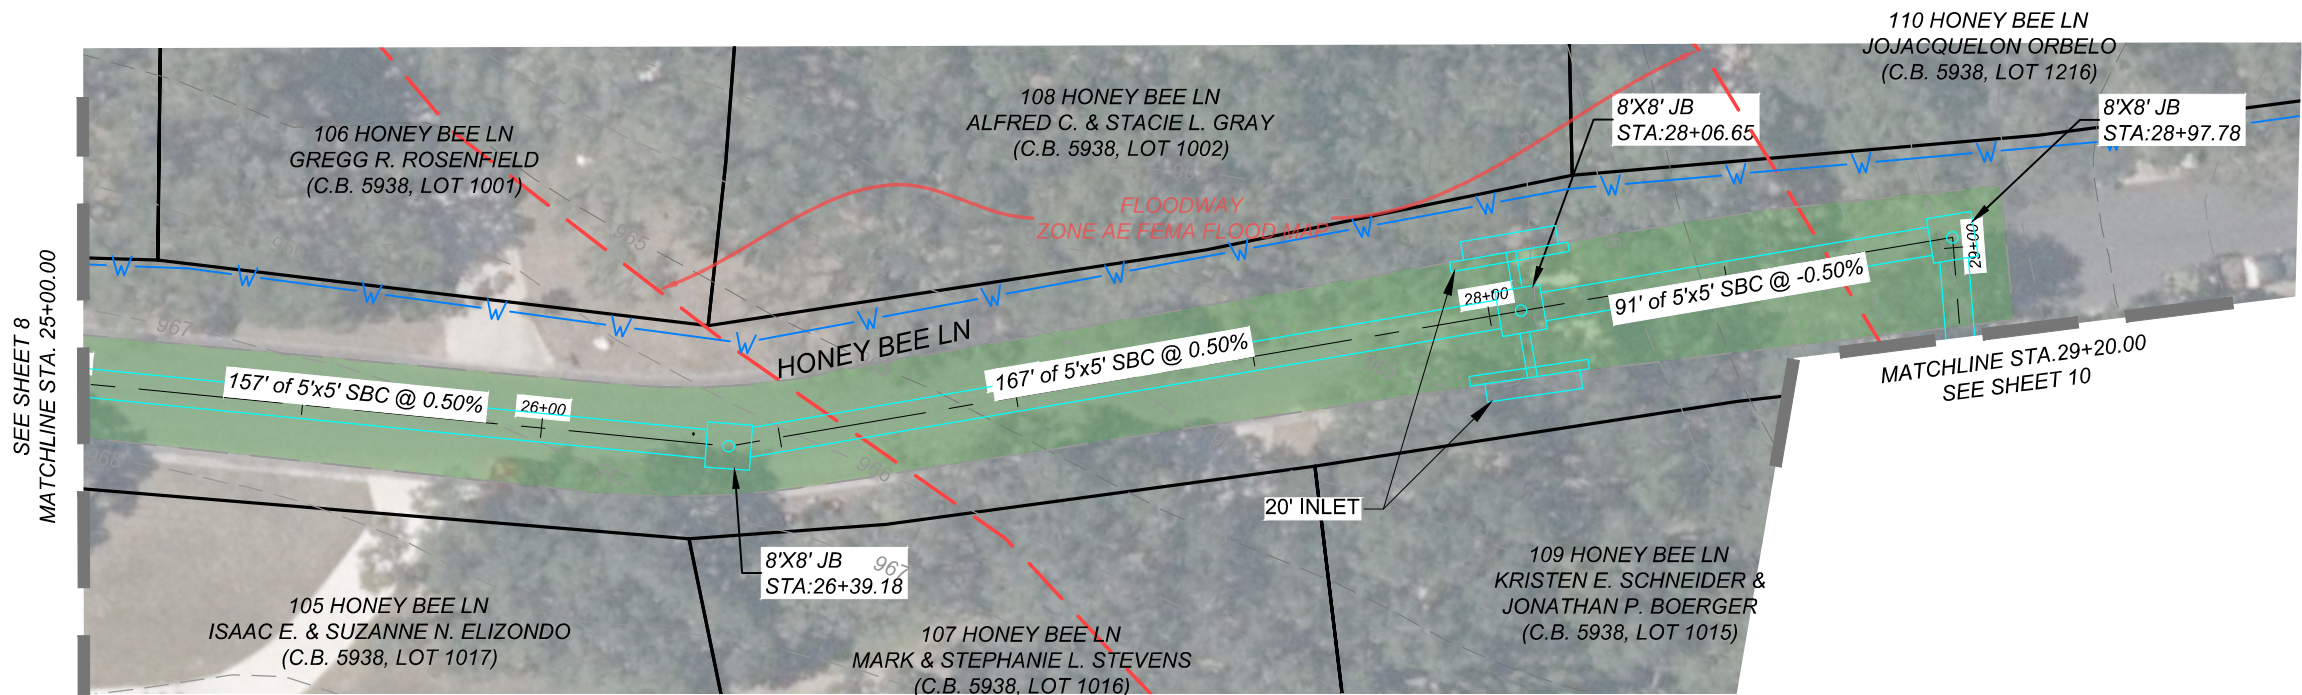 110 HONEY BEE LN
JOJACQUELON ORBELO
(C.B. 5938, LOT 1216)
108 HONEY BEE LN
ALFRED C. & STACIE L. GRAY
(C.B. 5938, LOT 1002)
8'X8' JB
STA:28+06.65
8'X8' JB
STA:28+97.78
106 HONEY BEE LN
GREGG R. ROSENFIELD
(C.B. 5938, LOT 1001)
FLOODWAY
ZONE AE FEMA FLOOD MAP
W W W W W W W W W W W W W W W W W
965
967
SEE SHEET 8
MATCHLINE STA. 25+00.00
HONEY BEE LN
157' of 5'x5' SBC @ 0.50%
26+00
167' of 5'x5' SBC @ 0.50%
28+00
91' of 5'x5' SBC @ -0.50%
29+00
MATCHLINE STA.29+20.00
SEE SHEET 10
968
966
20' INLET
8'X8' JB
STA:26+39.18
967
105 HONEY BEE LN
ISAAC E. & SUZANNE N. ELIZONDO
(C.B. 5938, LOT 1017)
107 HONEY BEE LN
MARK & STEPHANIE L. STEVENS
(C.B. 5938, LOT 1016)
109 HONEY BEE LN
KRISTEN E. SCHNEIDER &
JONATHAN P. BOERGER
(C.B. 5938, LOT 1015)